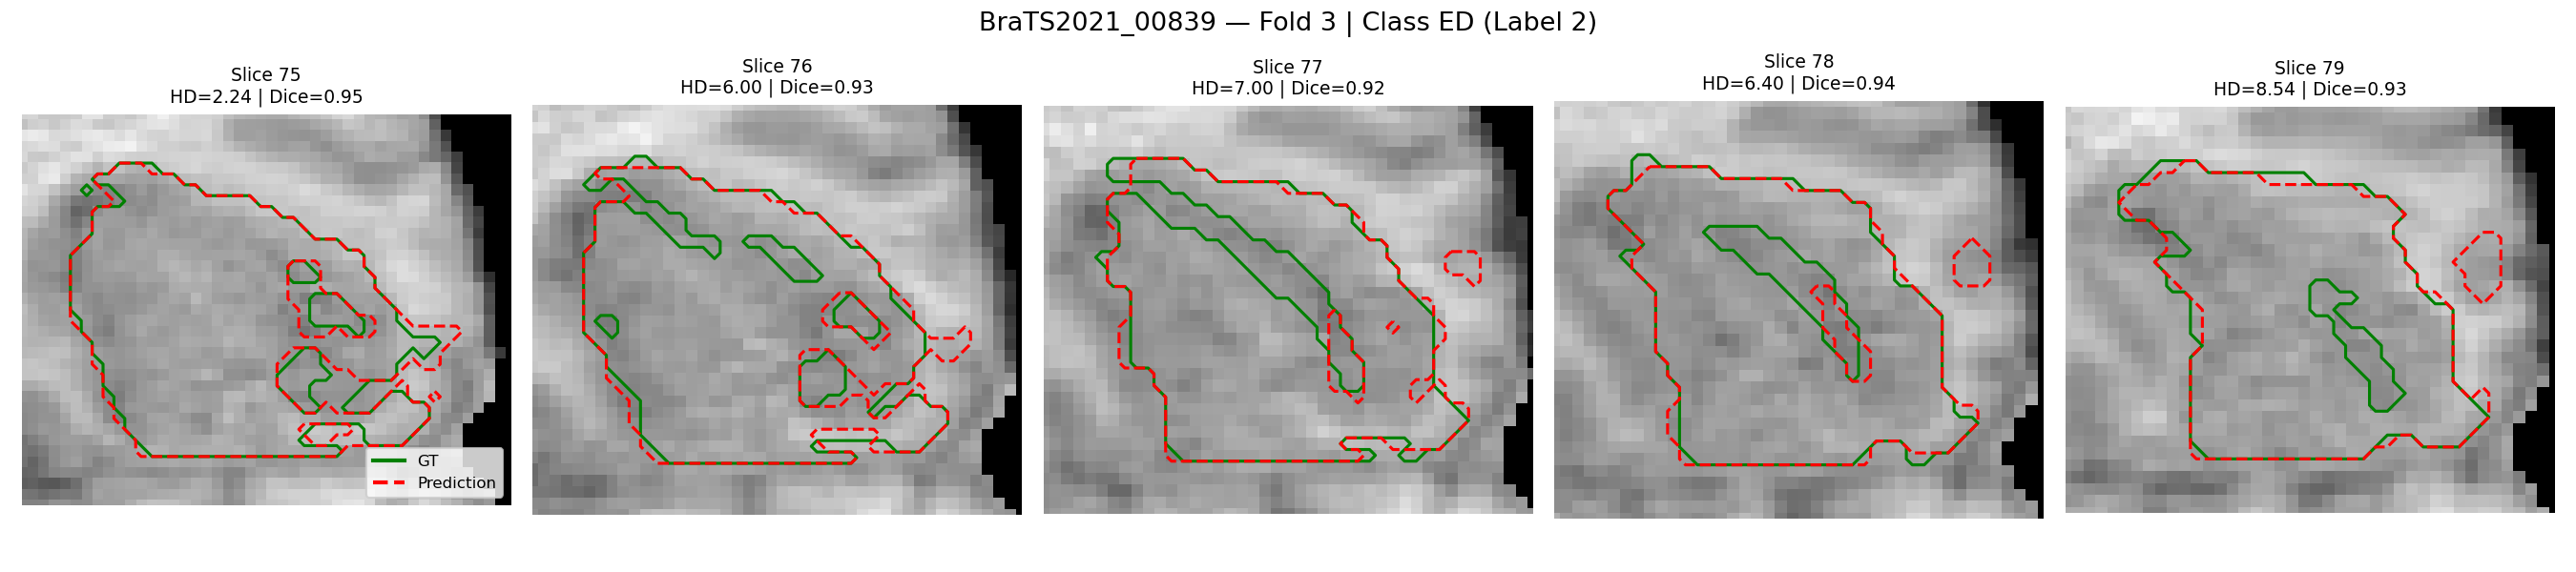 BraTS2021_00839 — Fold 3 | Class ED (Label 2)
Slice 75
HD=2.24 | Dice=0.95
Slice 76
HD=6.00 | Dice=0.93
Slice 77
HD=7.00 | Dice=0.92
Slice 78
HD=6.40 | Dice=0.94
Slice 79
HD=8.54 | Dice=0.93
GT
Prediction